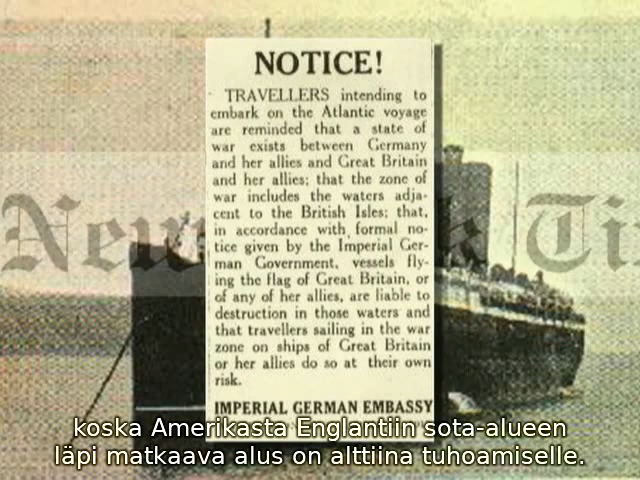 NOTICE!
TRAVELLERS intending to
embark on the Atlantic voyage
are reminded that a state of
war exists between Germany
and her allies and Great Britain
and her allies; that the zone of
war includes the waters adja-
cent to the British Isles; that,
in accordance with formal no-
tice given by the Imperial Ger-
man Government, vessels fly-
ing the flag of Great Britain, or
of any of her allies, are liable to
destruction in those waters and
that travellers sailing in the war
zone on ships of Great Britain
or her allies do so at their own
risk.
IMPERIAL GERMAN EMBASSY
koska Amerikasta Englantiin sota-alueen
läpi matkaava alus on alttiina tuhoamiselle.